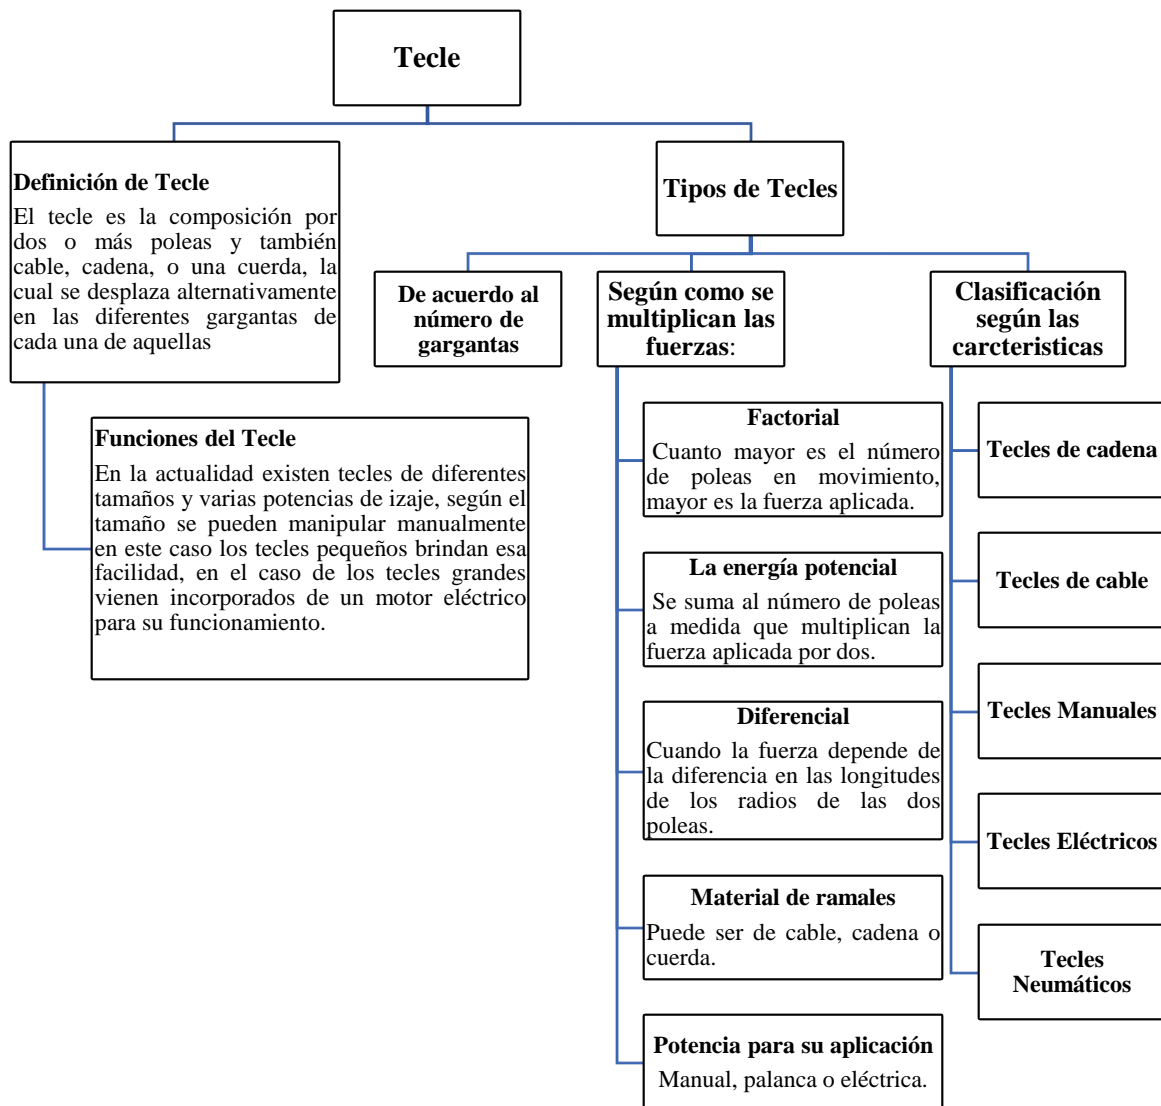 Tecle
Definición de Tecle
El tecle es la composición por
dos o más poleas y también
cable, cadena, o una cuerda, la
cual se desplaza alternativamente
en las diferentes gargantas de
cada una de aquellas
Funciones del Tecle
En la actualidad existen tecles de diferentes
tamaños y varias potencias de izaje, según el
tamaño se pueden manipular manualmente
en este caso los tecles pequeños brindan esa
facilidad, en el caso de los tecles grandes
vienen incorporados de un motor eléctrico
para su funcionamiento.
Tipos de Tecles
De acuerdo al
número de
gargantas
Según como se
multiplican las
fuerzas:
Factorial
Cuanto mayor es el número
de poleas en movimiento,
mayor es la fuerza aplicada.
La energía potencial
Se suma al número de poleas
a medida que multiplican la
fuerza aplicada por dos.
Diferencial
Cuando la fuerza depende de
la diferencia en las longitudes
de los radios de las dos
poleas.
Material de ramales
Puede ser de cable, cadena o
cuerda.
Potencia para su aplicación
Manual, palanca o eléctrica.
Clasificación
según las
carcteristicas
Tecles de cadena
Tecles de cable
Tecles Manuales
Tecles Eléctricos
Tecles
Neumáticos